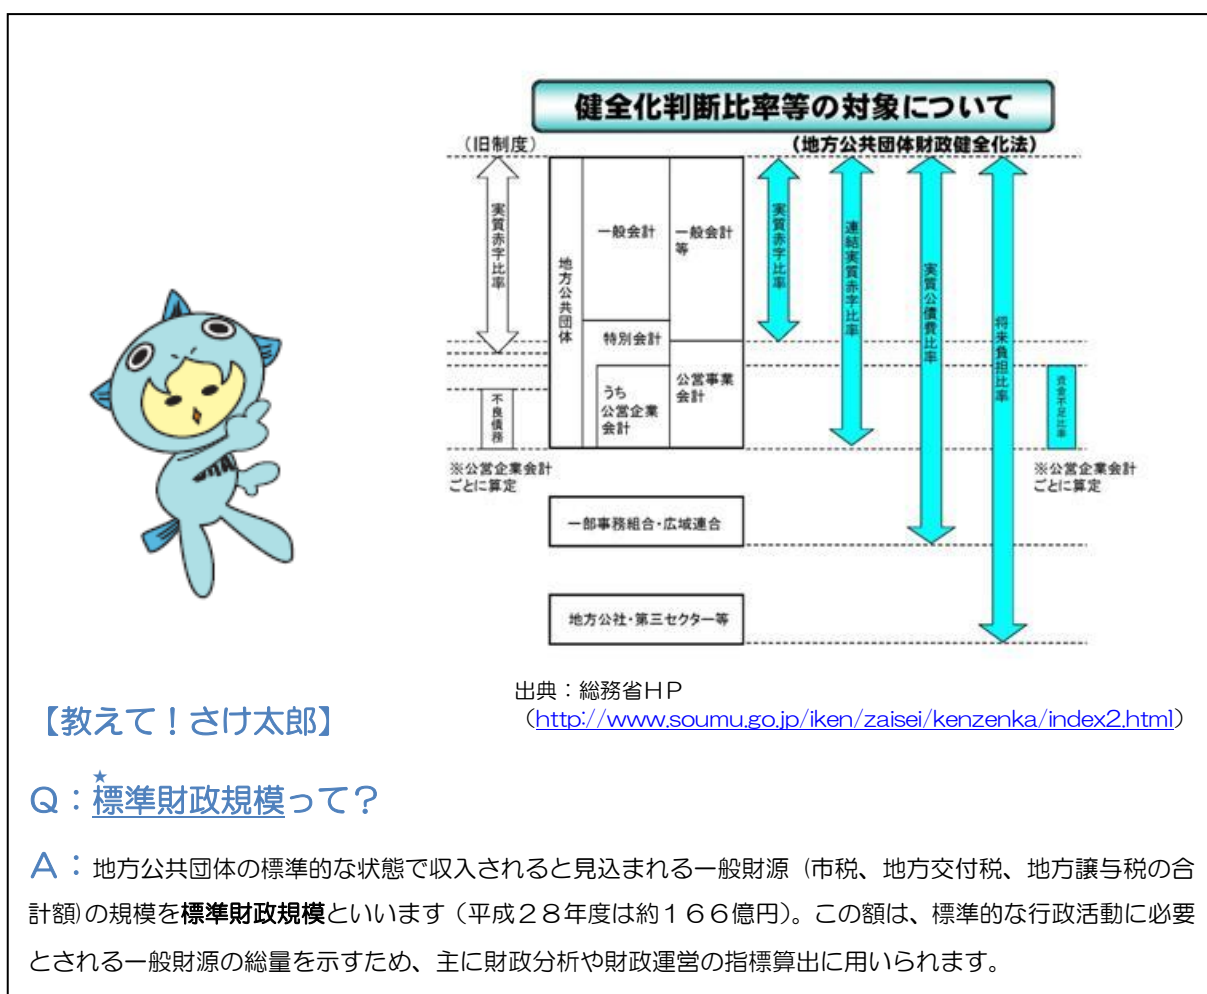 健全化判断比率等の対象について
(旧制度)
(地方公共団体財政健全化法)
実質赤字比率
不良債務
※公営企業会計
ごとに算定
地方公共団体
一般会計
特別会計
うち
公営企業
会計
一般会計
等
公営事業
会計
一部事務組合・広域連合
地方公社・第三セクター等
実質赤字比率
連結実質赤字比率
実質公債費比率
将来負担比率
資金不足比率
※公営企業会計
ごとに算定
出典:総務省HP
(http://www.soumu.go.jp/iken/zaisei/kenzenka/index2.html)
【教えて!さけ太郎】
★
Q:標準財政規模って?
A:地方公共団体の標準的な状態で収入されると見込まれる一般財源(市税、地方交付税、地方譲与税の合
計額)の規模を標準財政規模といいます(平成28年度は約166億円)。この額は、標準的な行政活動に必要
とされる一般財源の総量を示すため、主に財政分析や財政運営の指標算出に用いられます。